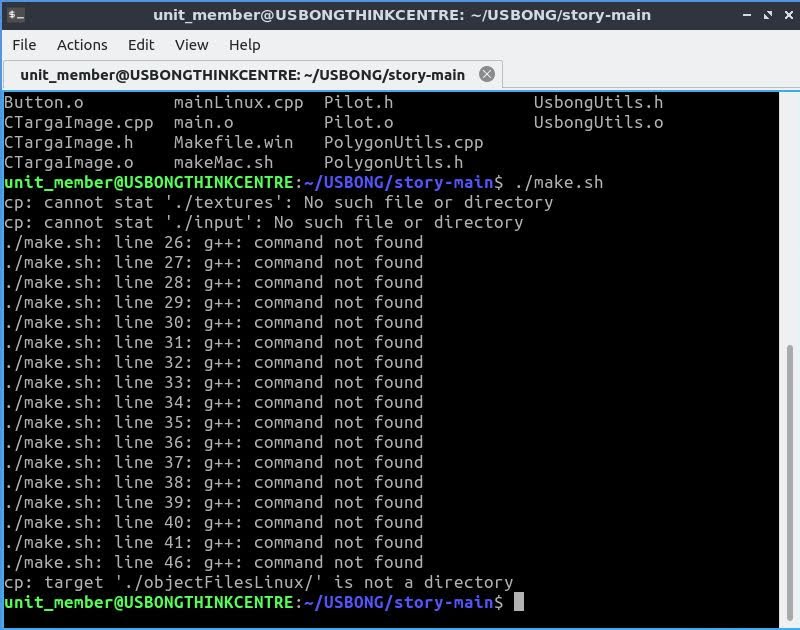 unit_member@USBONGTHINKCENTRE: ~/USBONG/story-main
File Actions Edit View Help
unit_member@USBONGTHINKCENTRE: ~/USBONG/story-main
Button.o mainLinux.cpp Pilot.h UsbongUtils.h
CTargaImage.cpp main.o Pilot.o UsbongUtils.o
CTargaImage.h Makefile.win PolygonUtils.cpp
CTargaImage.o makeMac.sh PolygonUtils.h
unit_member@USBONGTHINKCENTRE:~/USBONG/story-main$ ./make.sh
cp: cannot stat './textures': No such file or directory
cp: cannot stat './input': No such file or directory
./make.sh: line 26: g++: command not found
./make.sh: line 27: g++: command not found
./make.sh: line 28: g++: command not found
./make.sh: line 29: g++: command not found
./make.sh: line 30: g++: command not found
./make.sh: line 31: g++: command not found
./make.sh: line 32: g++: command not found
./make.sh: line 33: g++: command not found
./make.sh: line 34: g++: command not found
./make.sh: line 35: g++: command not found
./make.sh: line 36: g++: command not found
./make.sh: line 37: g++: command not found
./make.sh: line 38: g++: command not found
./make.sh: line 39: g++: command not found
./make.sh: line 40: g++: command not found
./make.sh: line 41: g++: command not found
./make.sh: line 46: g++: command not found
cp: target './objectFilesLinux/' is not a directory
unit_member@USBONGTHINKCENTRE:~/USBONG/story-main$